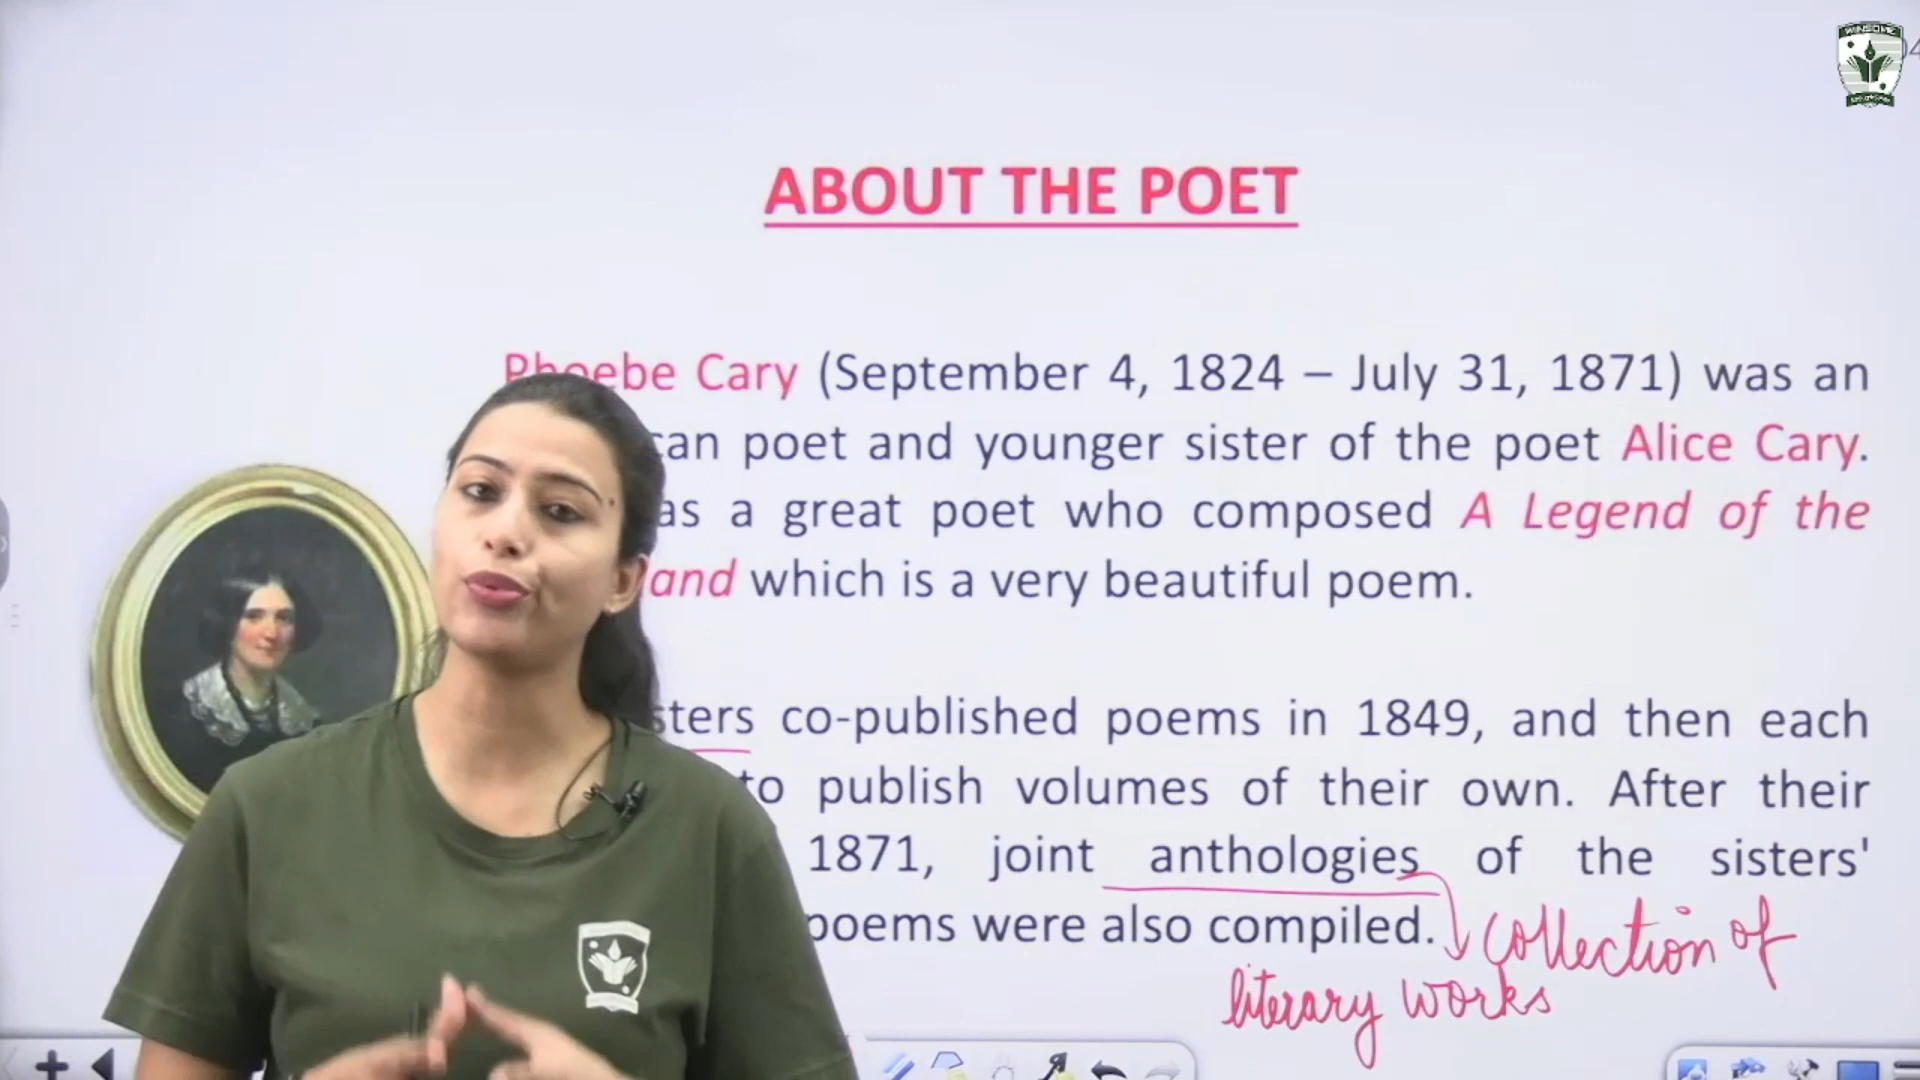 ABOUT THE POET
Phoebe Cary (September 4, 1824 – July 31, 1871) was an
can poet and younger sister of the poet Alice Cary.
as a great poet who composed A Legend of the
and which is a very beautiful poem.
sters co-published poems in 1849, and then each
to publish volumes of their own. After their
1871, joint anthologies of the sisters'
poems were also compiled.
collection of
literary works